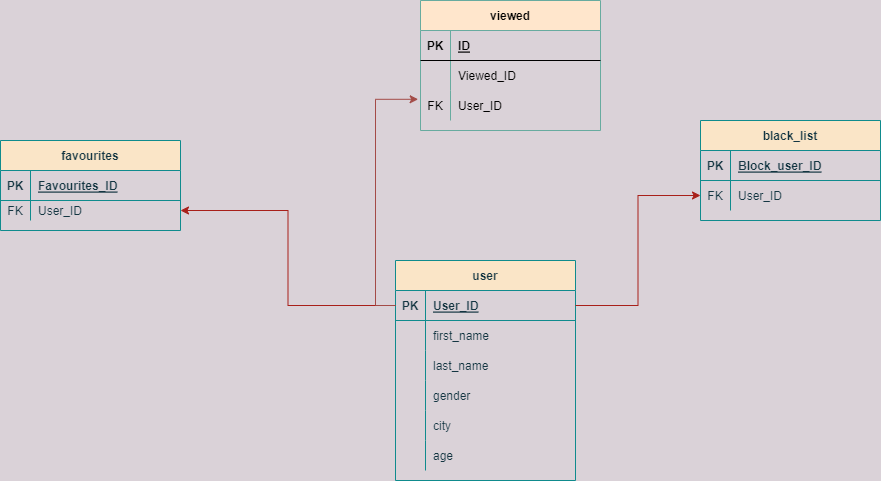 viewed
PK ID
Viewed_ID
FK User_ID
black_list
PK Block_user_ID
FK User_ID
favourites
PK Favourites_ID
FK User_ID
user
PK User_ID
first_name
last_name
gender
city
age